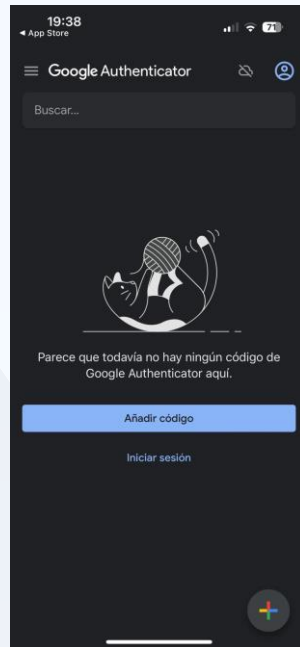 19:38
71
◀ App Store
Google Authenticator
Buscar...
Parece que todavía no hay ningún código de
Google Authenticator aquí.
Añadir código
Iniciar sesión